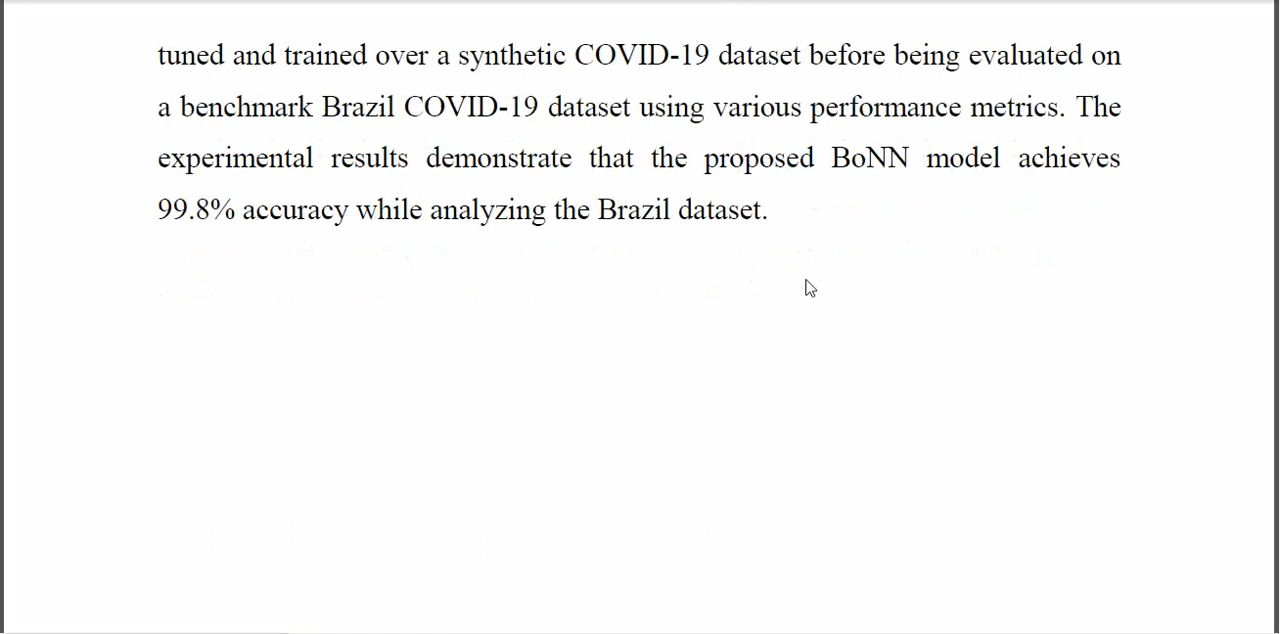 tuned and trained over a synthetic COVID-19 dataset before being evaluated on
a benchmark Brazil COVID-19 dataset using various performance metrics. The
experimental results demonstrate that the proposed BoNN model achieves
99.8% accuracy while analyzing the Brazil dataset.